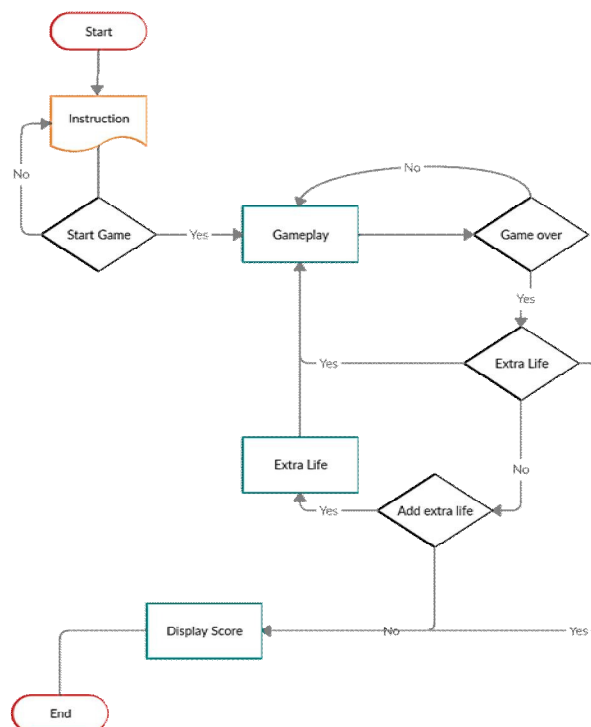 Start
Instruction
No
No
Start Game
Yes
Gameplay
Game over
Yes
Yes
Extra Life
Extra Life
No
Yes
Add extra life
Display Score
No
Yes
End